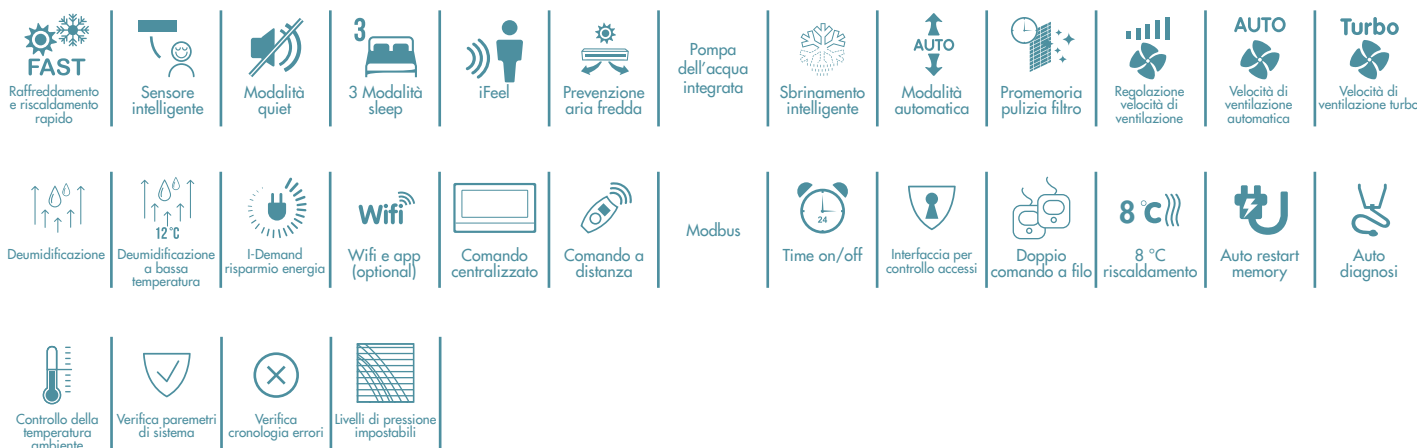 FAST
Raffreddamento
e riscaldamento
rapido
Sensore
intelligente
Modalità
quiet
3
3 Modalità
sleep
iFeel
Prevenzione
aria fredda
Pompa
dell'acqua
integrata
Sbrinamento
intelligente
AUTO
Modalità
automatica
Promemoria
pulizia filtro
Regolazione
velocità di
ventilazione
AUTO
Velocità di
ventilazione
automatica
Turbo
Velocità di
ventilazione turbo
Deumidificazione
12 °C
Deumidificazione
a bassa
temperatura
I-Demand
risparmio energia
Wifi
Wifi e app
(optional)
Comando
centralizzato
Comando a
distanza
Modbus
24
Time on/off
Interfaccia per
controllo accessi
Doppio
comando a filo
8 °C
8 °C
riscaldamento
Auto restart
memory
Auto
diagnosi
Controllo della
temperatura
ambiente
Verifica paremetri
di sistema
Verifica
cronologia errori
Livelli di pressione
impostabili